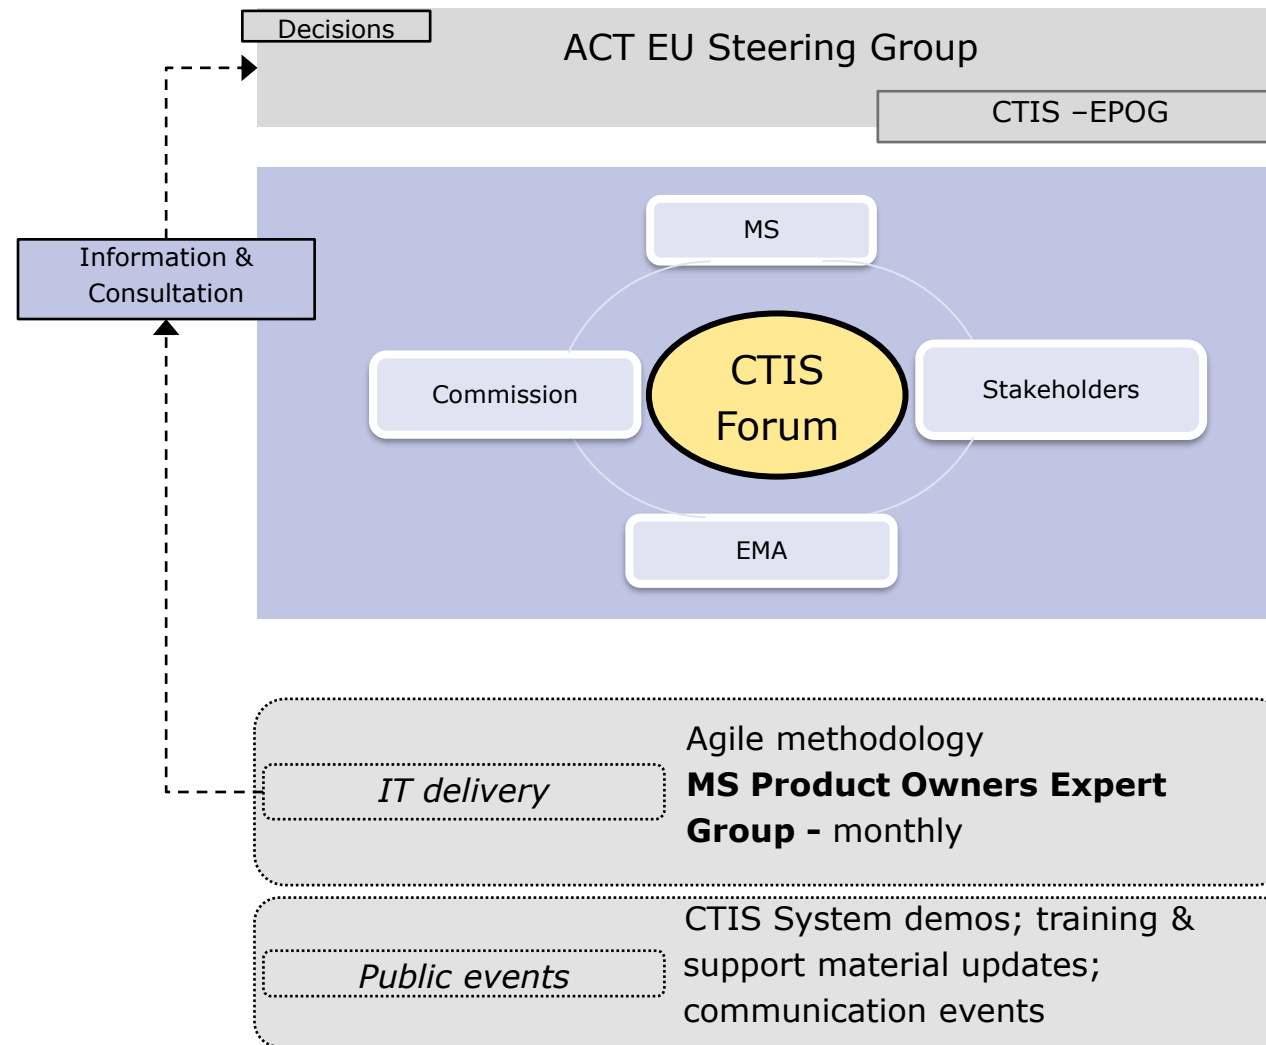 Decisions
ACT EU Steering Group
CTIS –EPOG
MS
Information &
Consultation
Commission
CTIS
Forum
Stakeholders
EMA
IT delivery
Agile methodology
MS Product Owners Expert
Group - monthly
Public events
CTIS System demos; training &
support material updates;
communication events